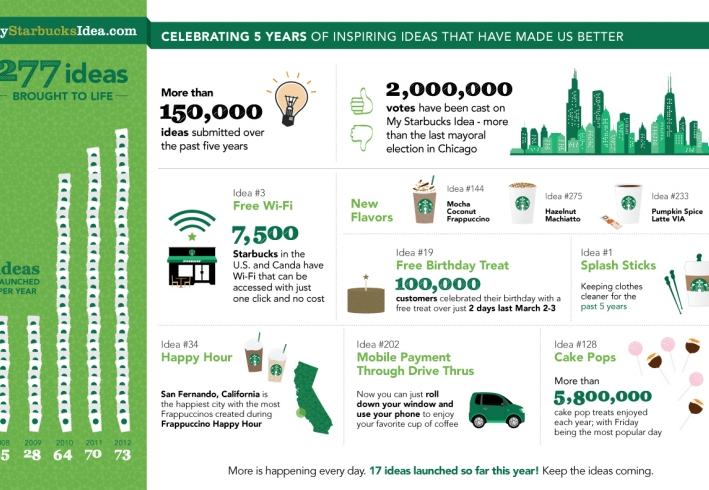 yStarbucksIdea.com
277 ideas
BROUGHT TO LIFE
deas
AUNCHED
PER YEAR
08 2009 2010 2011 2012
5 28 64 70 73
CELEBRATING 5 YEARS OF INSPIRING IDEAS THAT HAVE MADE US BETTER
More than
150,000
ideas submitted over
the past five years
2,000,000
votes have been cast on
My Starbucks Idea - more
than the last mayoral
election in Chicago
Idea #3
Free Wi-Fi
7,500
Starbucks in the
U.S. and Canda have
Wi-Fi that can be
accessed with just
one click and no cost
New
Flavors
Idea #144
Mocha
Coconut
Frappuccino
Idea #275
Hazelnut
Machiatto
Idea #233
Pumpkin Spice
Latte VIA
Idea #19
Free Birthday Treat
100,000
customers celebrated their birthday with a
free treat over just 2 days last March 2-3
Idea #1
Splash Sticks
Keeping clothes
cleaner for the
past 5 years
Idea #34
Happy Hour
San Fernando, California is
the happiest city with the most
Frappuccinos created during
Frappuccino Happy Hour
Idea #202
Mobile Payment
Through Drive Thrus
Now you can just roll
down your window and
use your phone to enjoy
your favorite cup of coffee
Idea #128
Cake Pops
More than
5,800,000
cake pop treats enjoyed
each year; with Friday
being the most popular day
More is happening every day. 17 ideas launched so far this year! Keep the ideas coming.